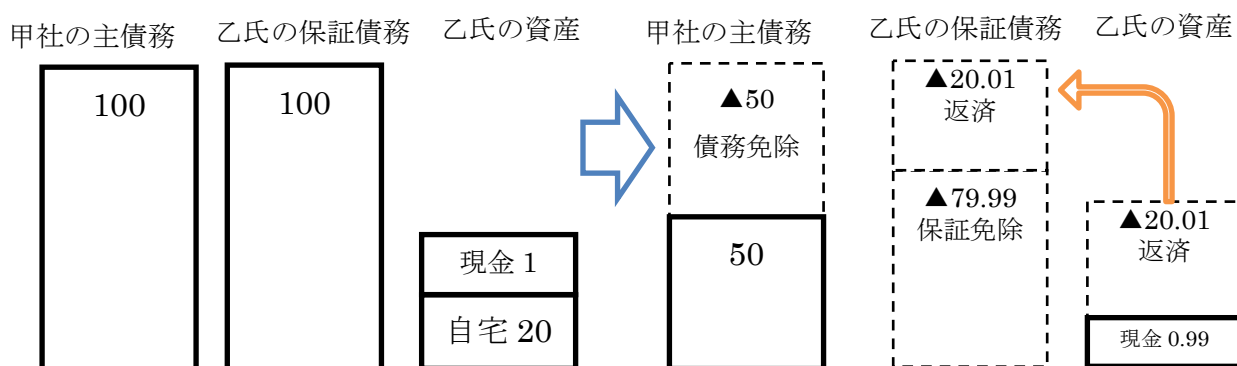 甲社の主債務
乙氏の保証債務
乙氏の資産
100
100
現金 1
自宅 20
甲社の主債務
乙氏の保証債務
乙氏の資産
▲50
債務免除
50
▲20.01
返済
▲79.99
保証免除
▲20.01
返済
現金 0.99